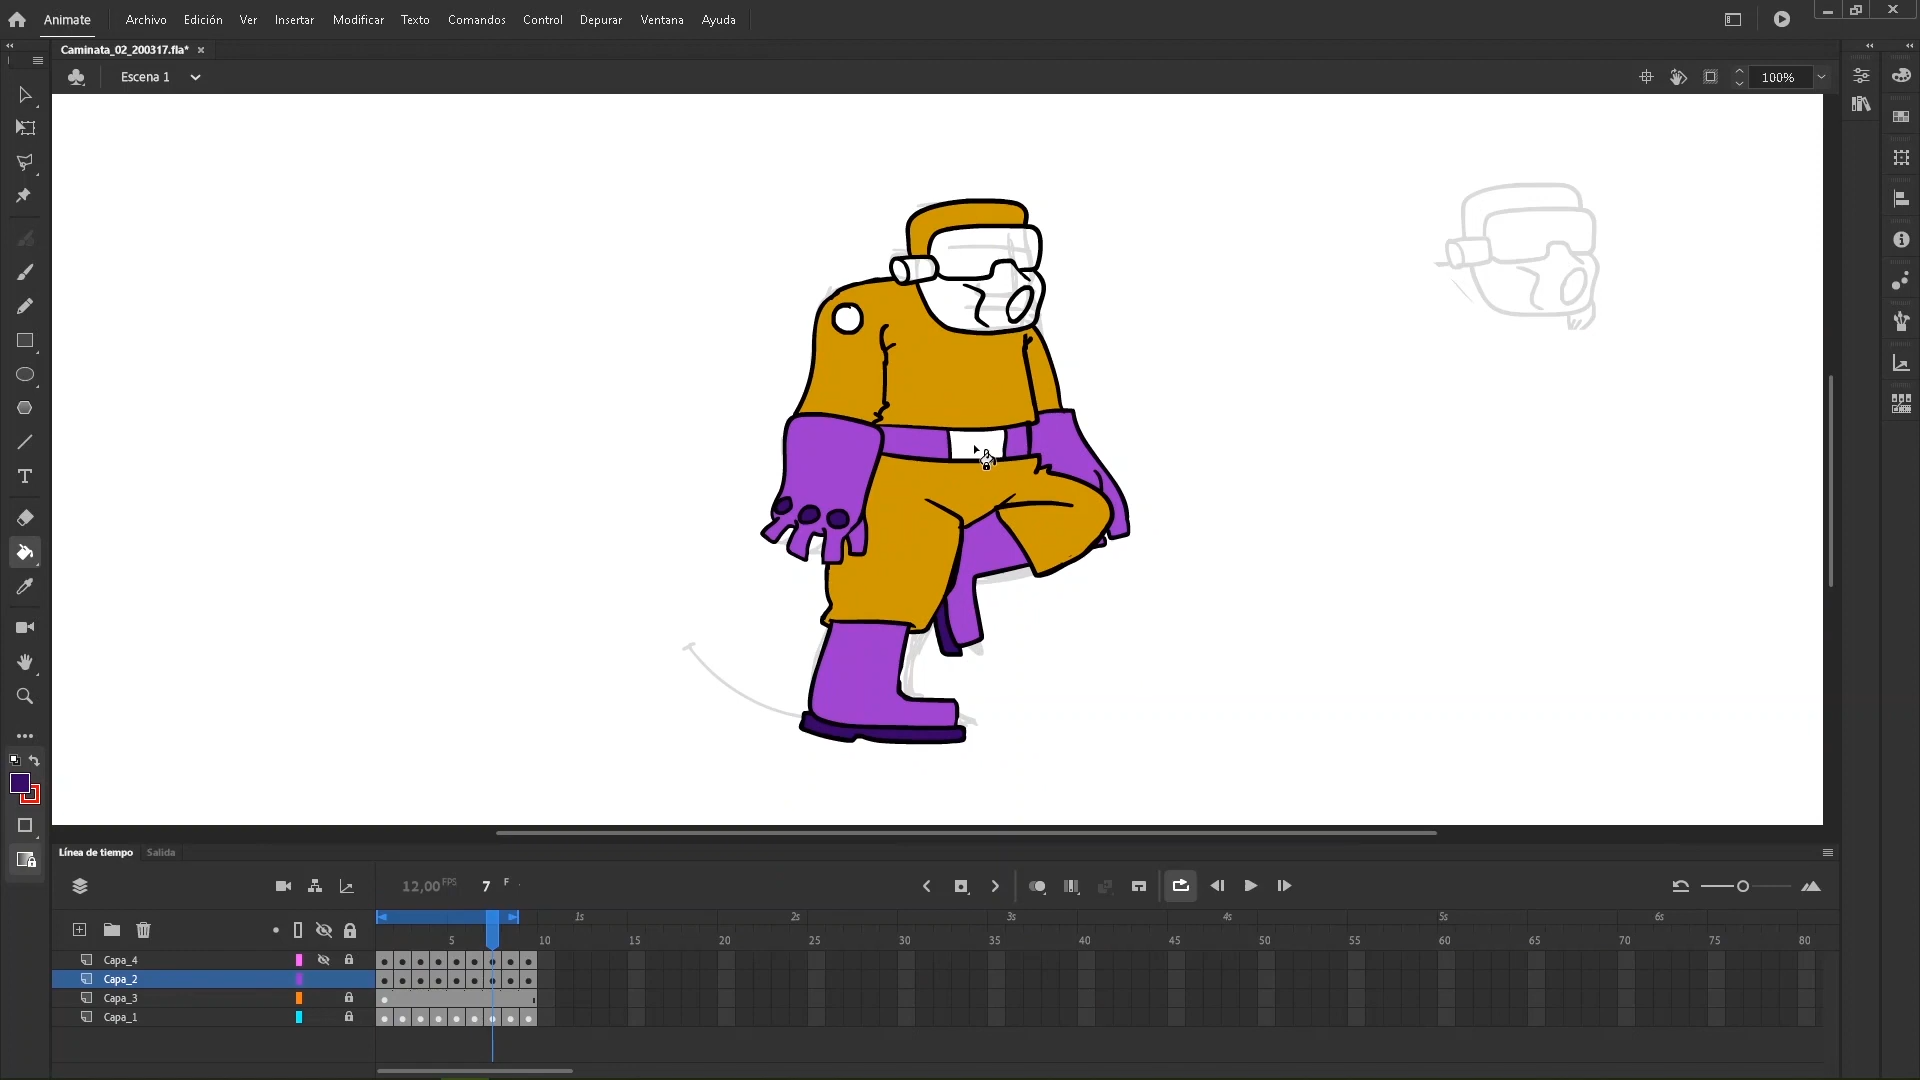 Animate Archivo Edición Ver Insertar Modificar Texto Comandos Control Depurar Ventana Ayuda
Caminata_02_200317.fla*
Escena 1
100%
Línea de tiempo Salida
12,00 FPS 7 F
1s 2s 3s 4s 5s 6s
5 10 15 20 25 30 35 40 45 50 55 60 65 70 75 80
Capa_4
Capa_2
Capa_3
Capa_1